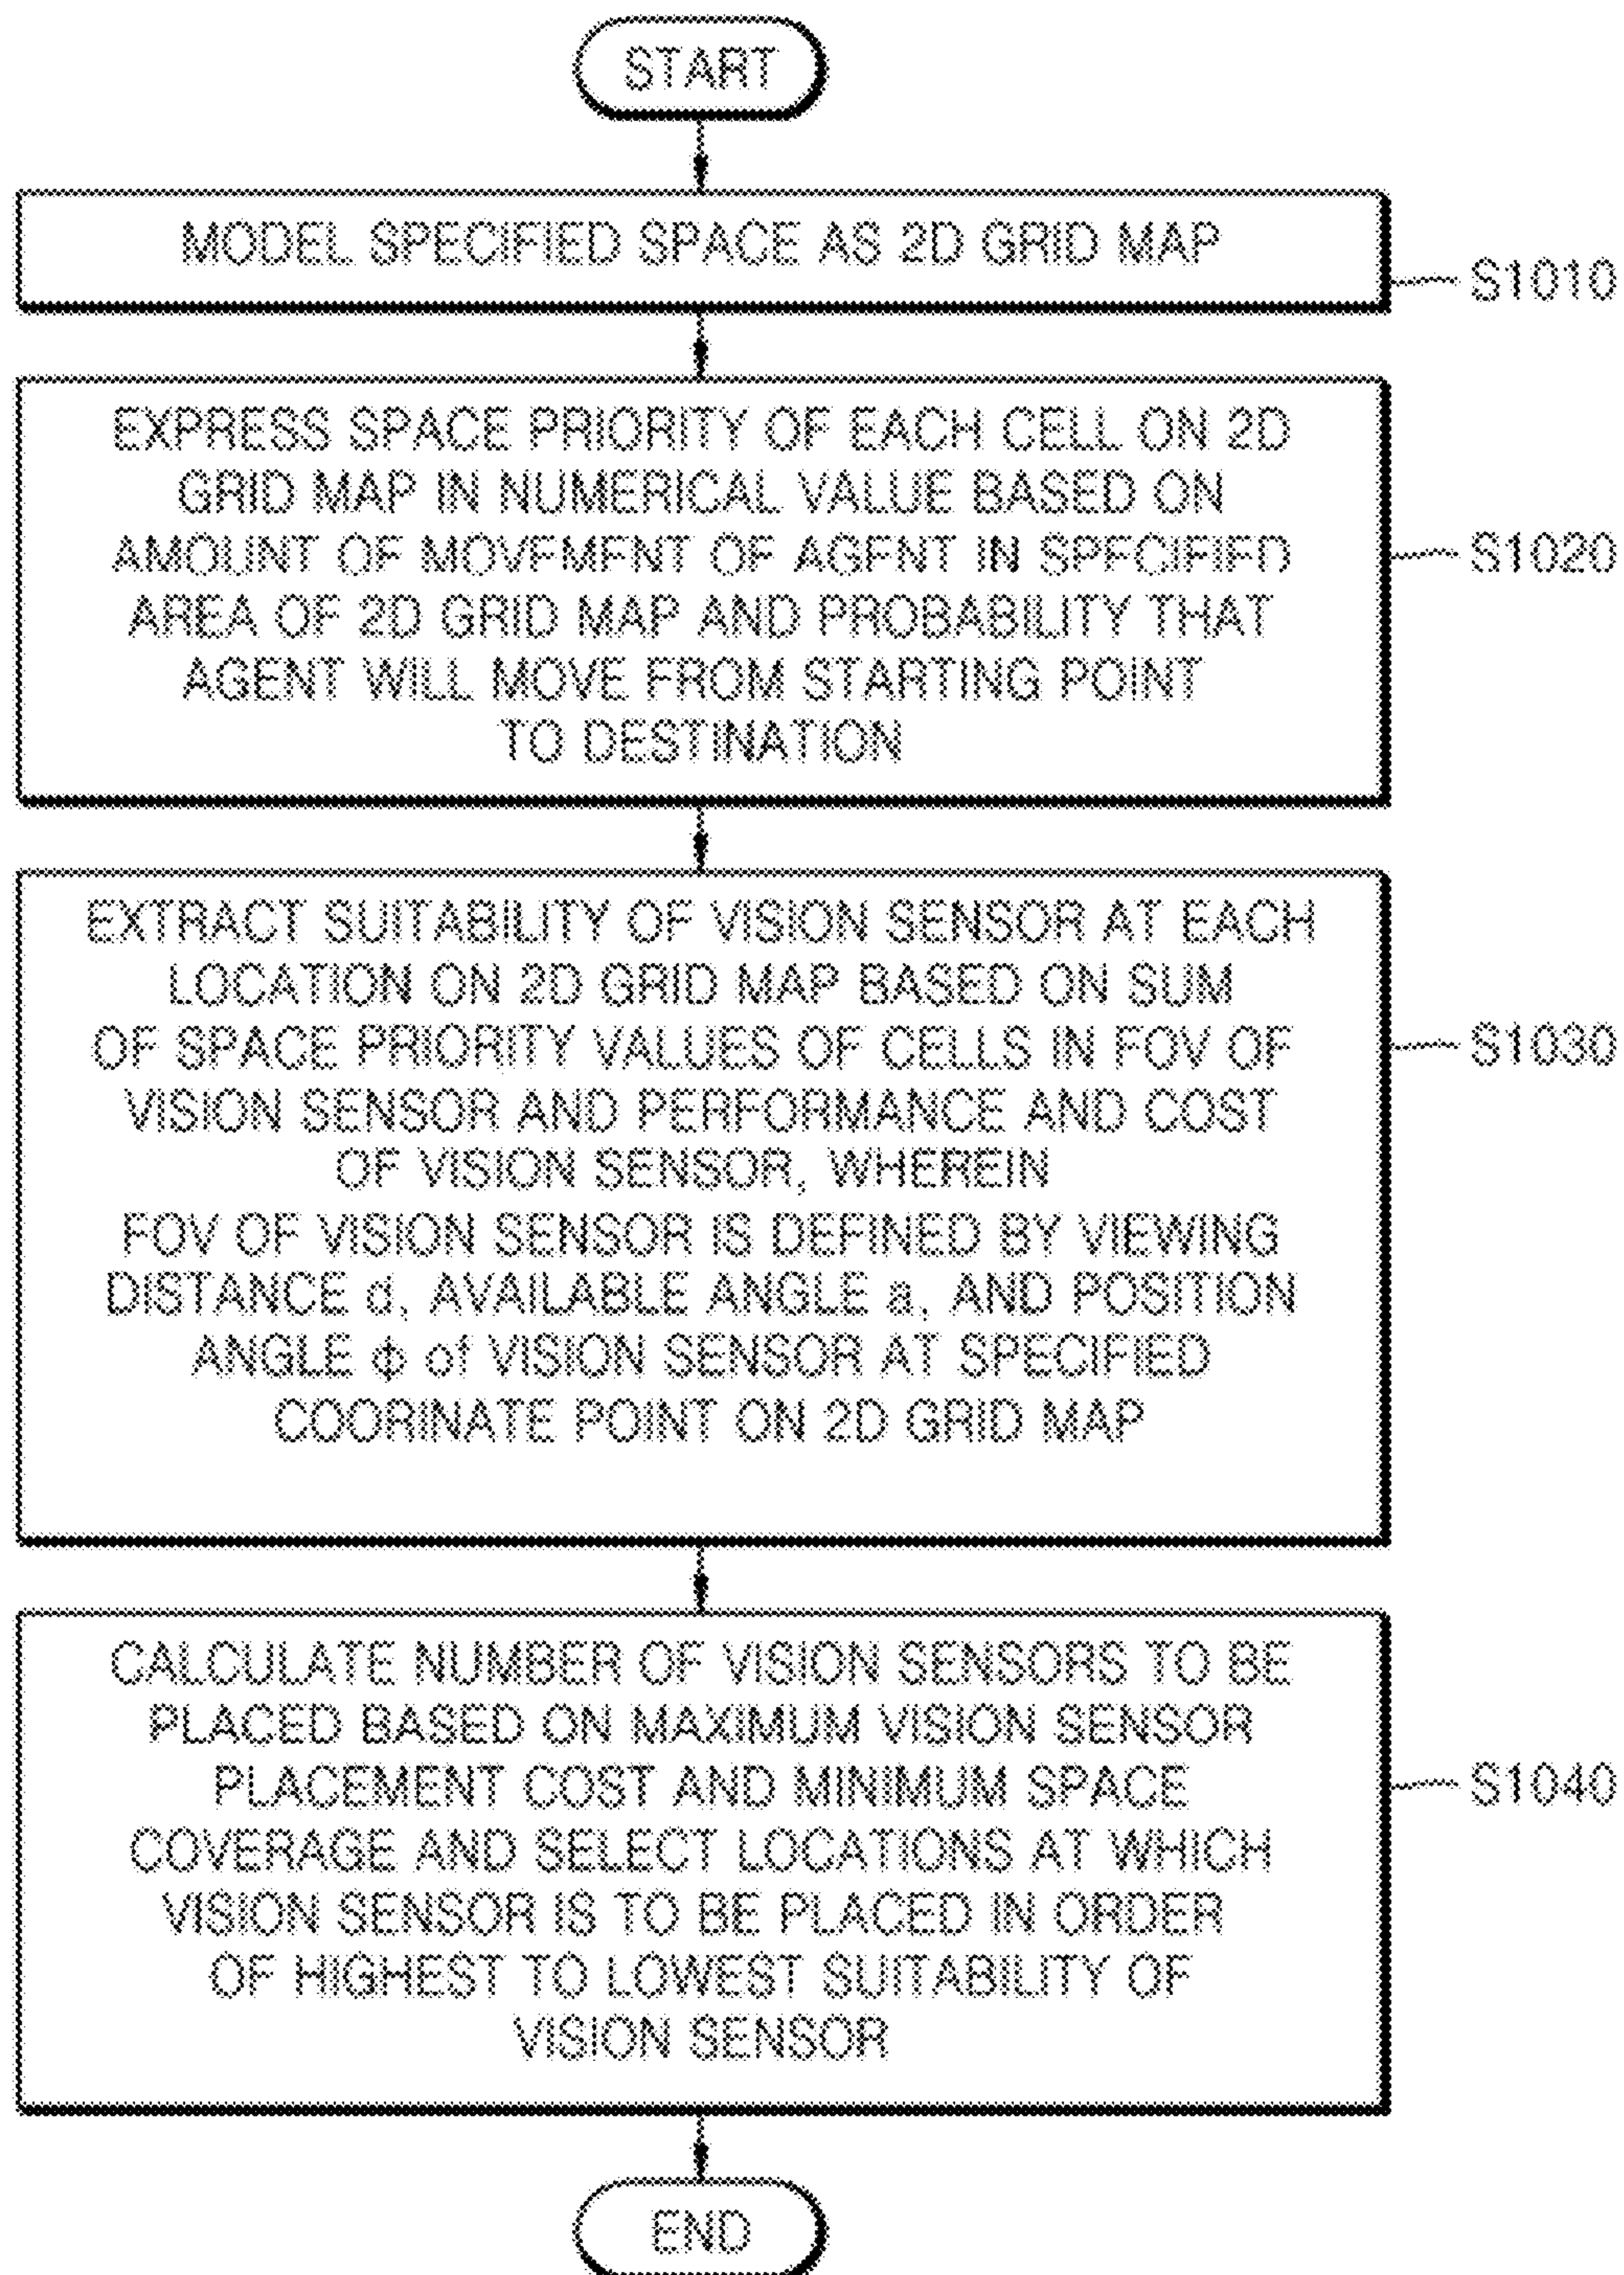 START
MODEL SPECIFIED SPACE AS 2D GRID MAP
S1010
EXPRESS SPACE PRIORITY OF EACH CELL ON 2D
GRID MAP IN NUMERICAL VALUE BASED ON
AMOUNT OF MOVEMENT OF AGENT IN SPECIFIED
AREA OF 2D GRID MAP AND PROBABILITY THAT
AGENT WILL MOVE FROM STARTING POINT
TO DESTINATION
S1020
EXTRACT SUITABILITY OF VISION SENSOR AT EACH
LOCATION ON 2D GRID MAP BASED ON SUM
OF SPACE PRIORITY VALUES OF CELLS IN FOV OF
VISION SENSOR AND PERFORMANCE AND COST
OF VISION SENSOR, WHEREIN
FOV OF VISION SENSOR IS DEFINED BY VIEWING
DISTANCE d, AVAILABLE ANGLE a, AND POSITION
ANGLE ϕ of VISION SENSOR AT SPECIFIED
COORINATE POINT ON 2D GRID MAP
S1030
CALCULATE NUMBER OF VISION SENSORS TO BE
PLACED BASED ON MAXIMUM VISION SENSOR
PLACEMENT COST AND MINIMUM SPACE
COVERAGE AND SELECT LOCATIONS AT WHICH
VISION SENSOR IS TO BE PLACED IN ORDER
OF HIGHEST TO LOWEST SUITABILITY OF
VISION SENSOR
S1040
END